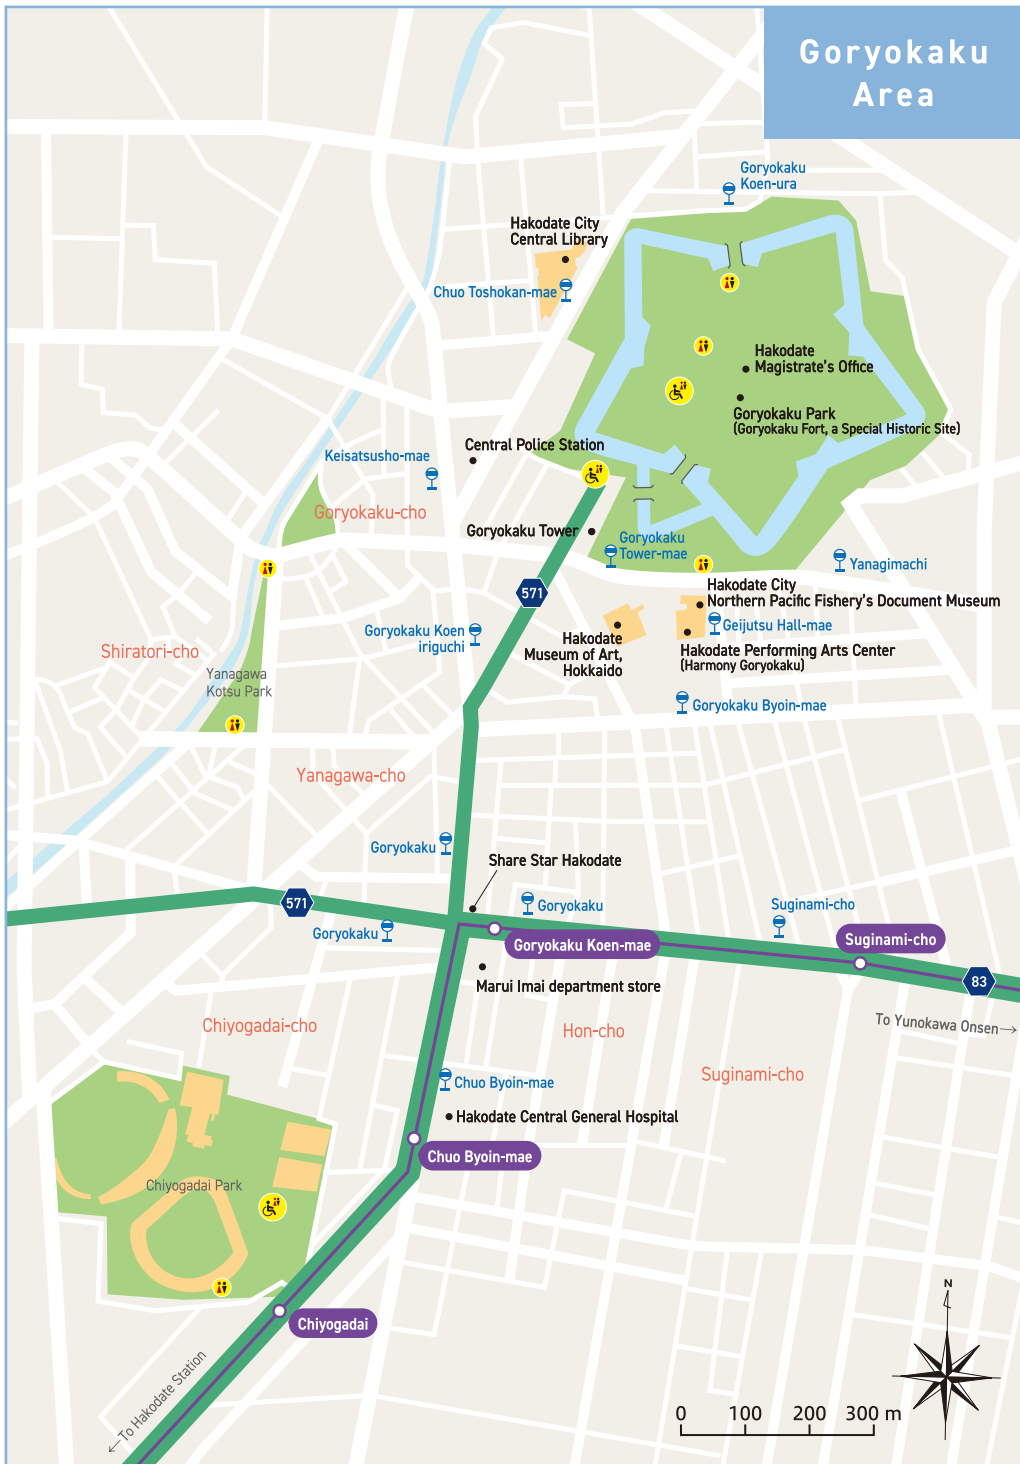 Goryokaku
Area
Goryokaku
Koen-ura
Hakodate City
Central Library
Chuo Toshokan-mae
Hakodate
Magistrate's Office
Goryokaku Park
(Goryokaku Fort, a Special Historic Site)
Central Police Station
Keisatsusho-mae
Goryokaku-cho
Goryokaku Tower
Goryokaku
Tower-mae
Yanagimachi
571
Hakodate City
Northern Pacific Fishery's Document Museum
Geijutsu Hall-mae
Goryokaku Koen
iriguchi
Hakodate
Museum of Art,
Hokkaido
Hakodate Performing Arts Center
(Harmony Goryokaku)
Shiratori-cho
Yanagawa
Kotsu Park
Goryokaku Byoin-mae
Yanagawa-cho
Goryokaku
Share Star Hakodate
571
Goryokaku
Suginami-cho
Goryokaku
Goryokaku Koen-mae
Suginami-cho
83
Marui Imai department store
Chiyogadai-cho
Hon-cho
To Yunokawa Onsen→
Suginami-cho
Chuo Byoin-mae
Hakodate Central General Hospital
Chuo Byoin-mae
Chiyogadai Park
Chiyogadai
←To Hakodate Station
N
0 100 200 300 m